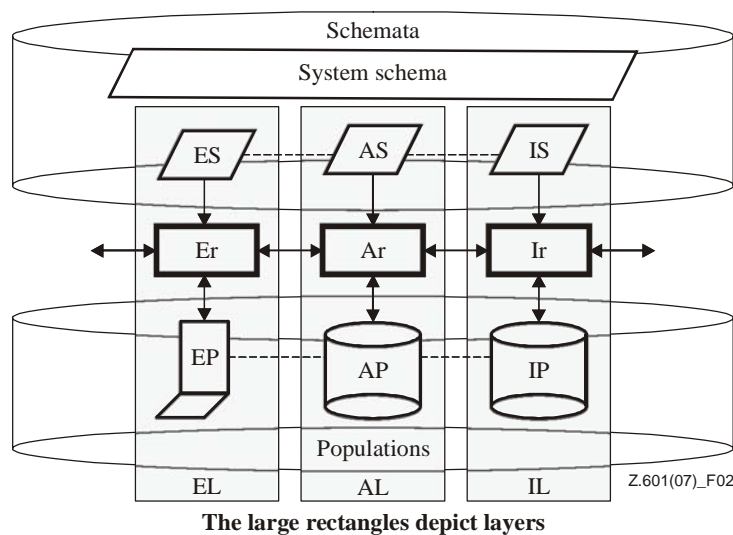 Schemata
System schema
ES AS IS
Er Ar Ir
EP AP IP
Populations
EL AL IL
Z.601(07)_F02
The large rectangles depict layers